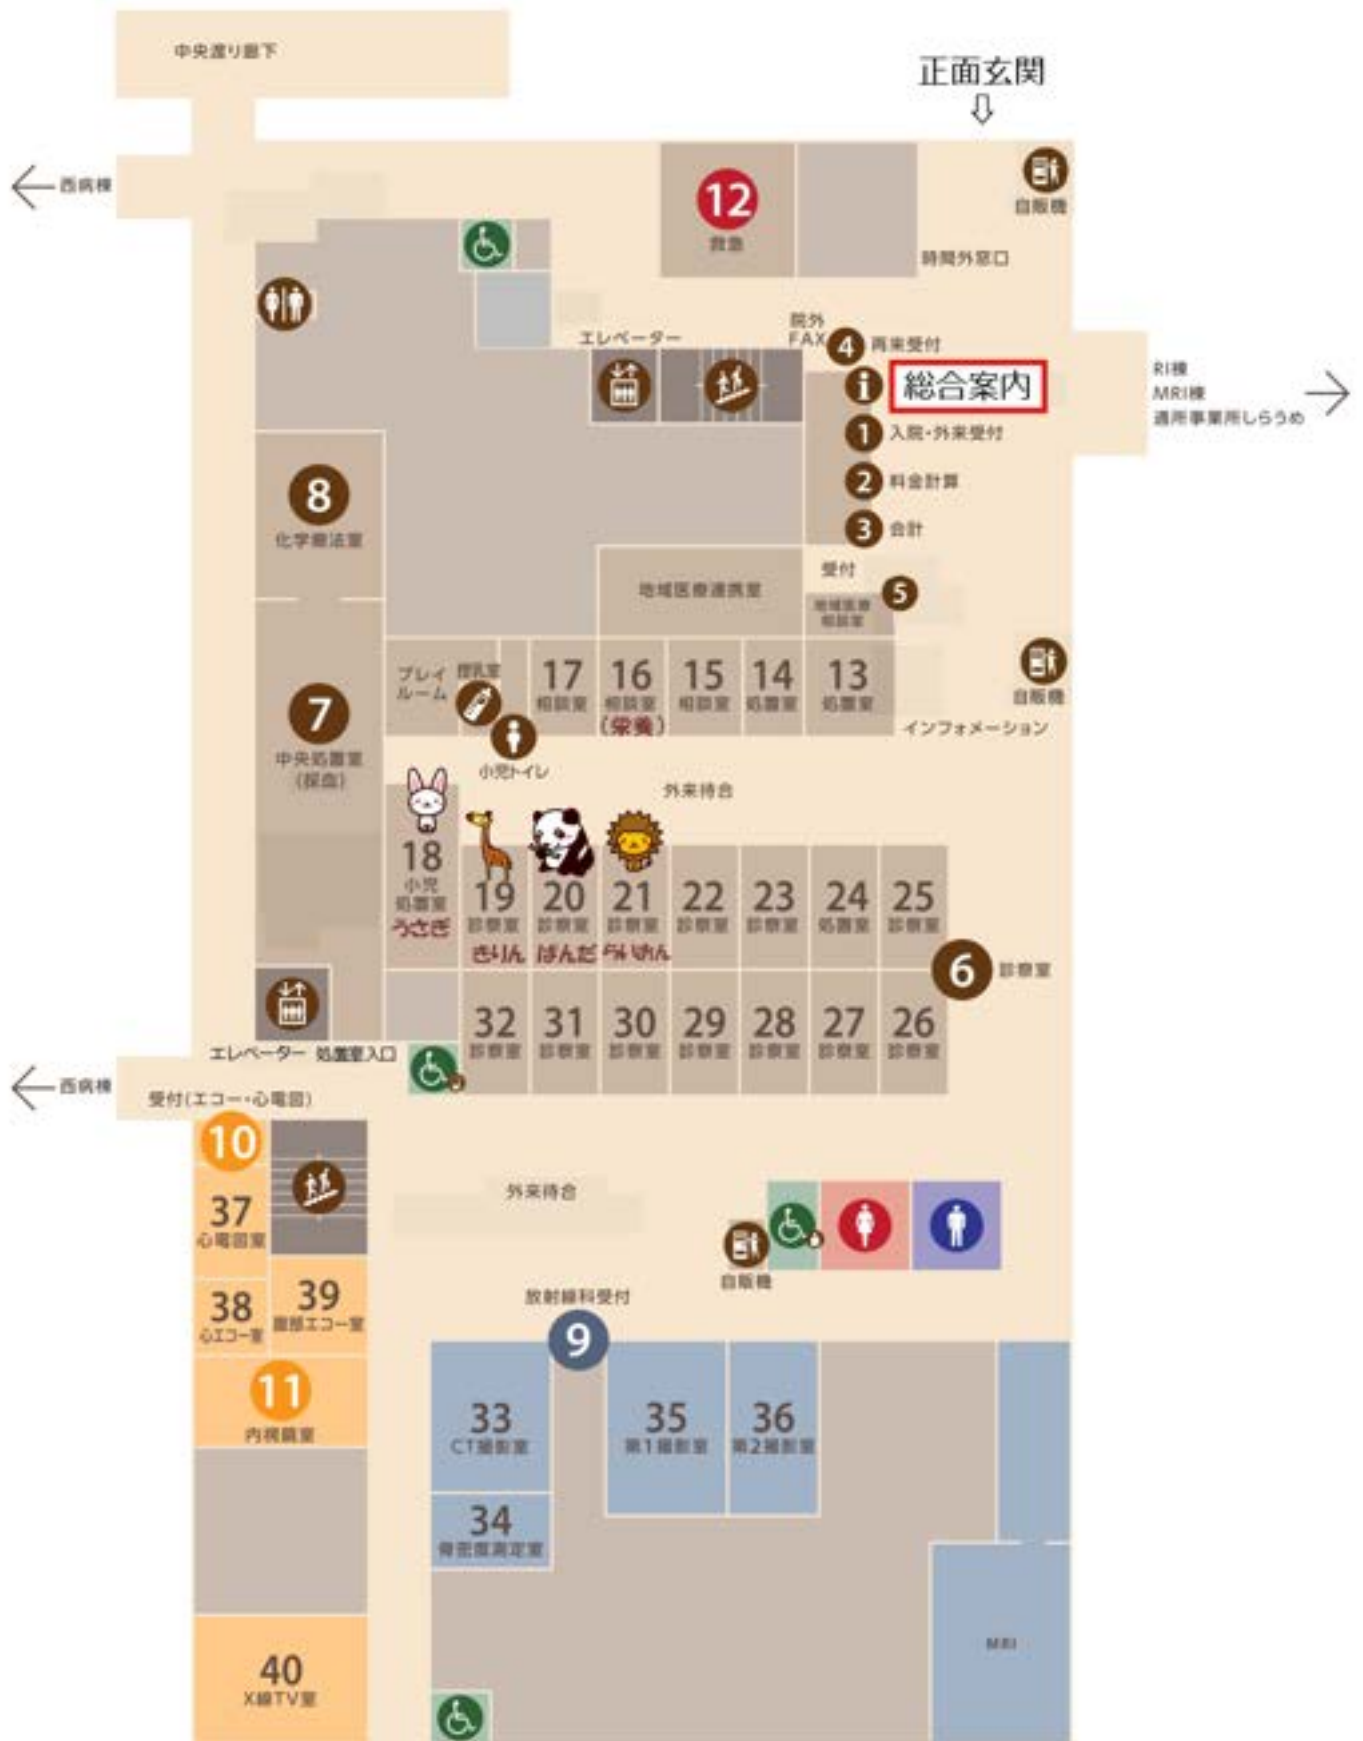 中央渡り廊下
正面玄関
西病棟
12
救急
自販機
時間外窓口
エレベーター
院外
FAX
4 再来受付
i 総合案内
RI棟
MRI棟
通所事業所しらうめ
1 入院・外来受付
2 料金計算
3 会計
8
化学療法室
地域医療連携室
受付
5
地域医療
相談室
プレイ
ルーム
授乳室
17
相談室
16
相談室
(栄養)
15
相談室
14
処置室
13
処置室
自販機
インフォメーション
7
中央処置室
(採血)
小児トイレ
外来待合
18
小児
処置室
うさぎ
19
診察室
きりん
20
診察室
ぱんだ
21
診察室
らいおん
22
診察室
23
診察室
24
処置室
25
診察室
6 診察室
32
診察室
31
診察室
30
診察室
29
診察室
28
診察室
27
診察室
26
診察室
エレベーター
処置室入口
西病棟
受付(エコー・心電図)
10
37
心電図室
外来待合
自販機
38
心エコー室
39
腹部エコー室
放射線科受付
9
11
内視鏡室
33
CT撮影室
35
第1撮影室
36
第2撮影室
34
骨密度測定室
40
X線TV室
MRI